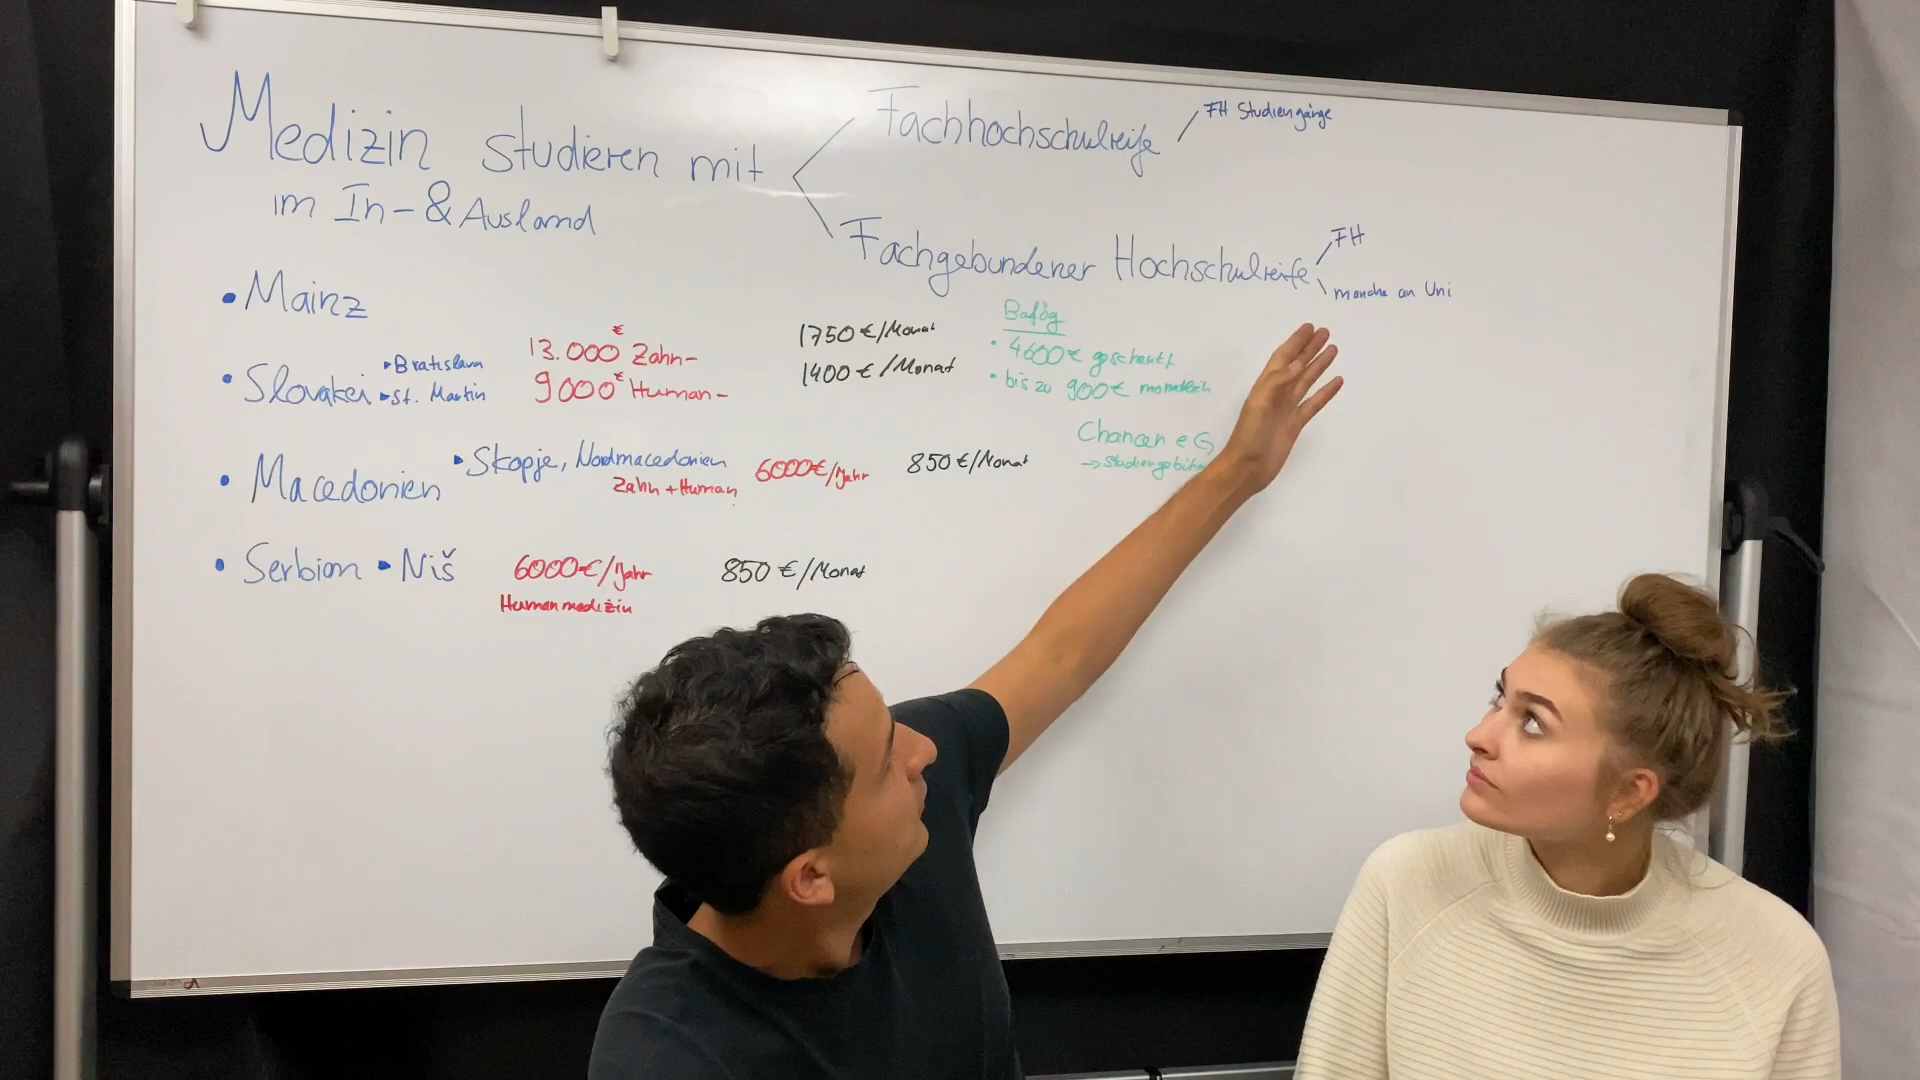 Medizin studieren mit
im In- & Ausland
Fachhochschulreife
FH Studiengänge
Fachgebundener Hochschulreife
FH
manche an Uni
• Mainz
• Slovakei
▸Bratislava
▸St. Martin
13.000€ Zahn-
9000€ Human-
1750€/Monat
1400€/Monat
Bafög
• 4600€ geschenkt
• bis zu 900€ monatlich
Chancen eG
• Macedonien
▸Skopje, Nordmacedonien
Zahn + Human
6000€/Jahr
850€/Monat
• Serbien ▸ Niš
6000€/Jahr
Humanmedizin
850€/Monat